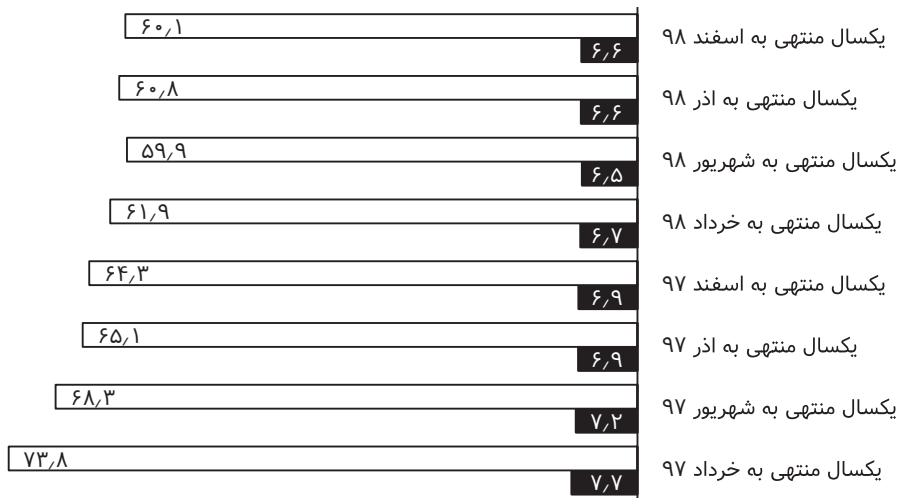 یکسال منتهی به اسفند ۹۸
۶۰٫۱
۶٫۶
یکسال منتهی به اذر ۹۸
۶۰٫۸
۶٫۶
یکسال منتهی به شهریور ۹۸
۵۹٫۹
۶٫۵
یکسال منتهی به خرداد ۹۸
۶۱٫۹
۶٫۷
یکسال منتهی به اسفند ۹۷
۶۴٫۳
۶٫۹
یکسال منتهی به اذر ۹۷
۶۵٫۱
۶٫۹
یکسال منتهی به شهریور ۹۷
۶۸٫۳
۷٫۲
یکسال منتهی به خرداد ۹۷
۷۳٫۸
۷٫۷